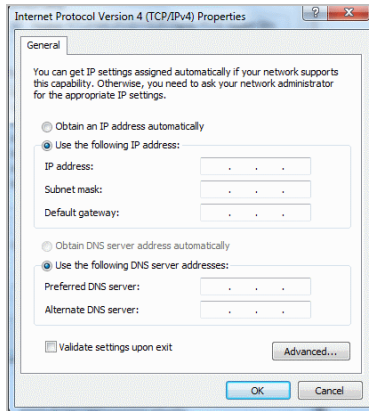 Internet Protocol Version 4 (TCP/IPv4) Properties
General
You can get IP settings assigned automatically if your network supports
this capability. Otherwise, you need to ask your network administrator
for the appropriate IP settings.
Obtain an IP address automatically
Use the following IP address:
IP address: . . .
Subnet mask: . . .
Default gateway: . . .
Obtain DNS server address automatically
Use the following DNS server addresses:
Preferred DNS server: . . .
Alternate DNS server: . . .
Validate settings upon exit
Advanced...
OK Cancel